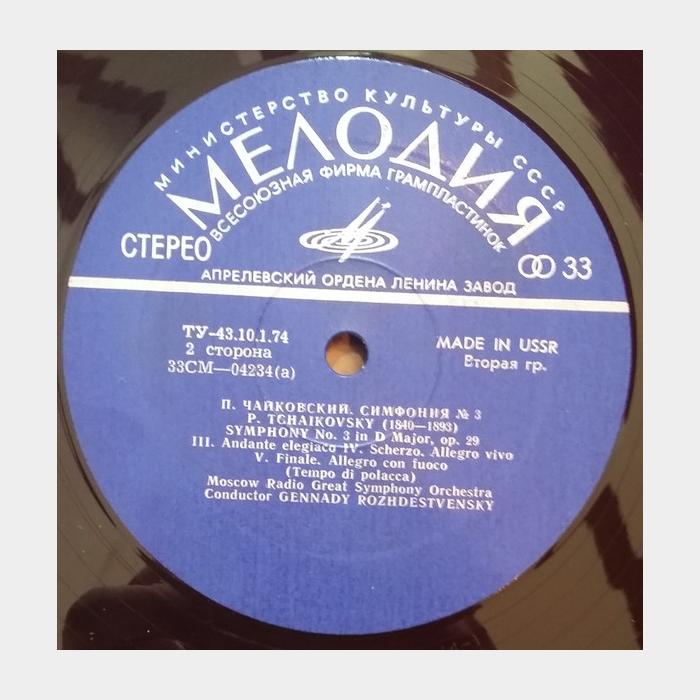 МИНИСТЕРСТВО КУЛЬТУРЫ СССР
МЕЛОДИЯ
ВСЕСОЮЗНАЯ ФИРМА ГРАМПЛАСТИНОК
СТЕРЕО
33
АПРЕЛЕВСКИЙ ОРДЕНА ЛЕНИНА ЗАВОД
ТУ-43.10.1.74
2 сторона
33СМ—04234(а)
MADE IN USSR
Вторая гр.
П. ЧАЙКОВСКИЙ. СИМФОНИЯ № 3
P. TCHAIKOVSKY (1840—1893)
SYMPHONY No. 3 in D Major, op. 29
III. Andante elegiaco IV. Scherzo. Allegro vivo
V. Finale. Allegro con fuoco
(Tempo di polacca)
Moscow Radio Great Symphony Orchestra
Conductor GENNADY ROZHDESTVENSKY